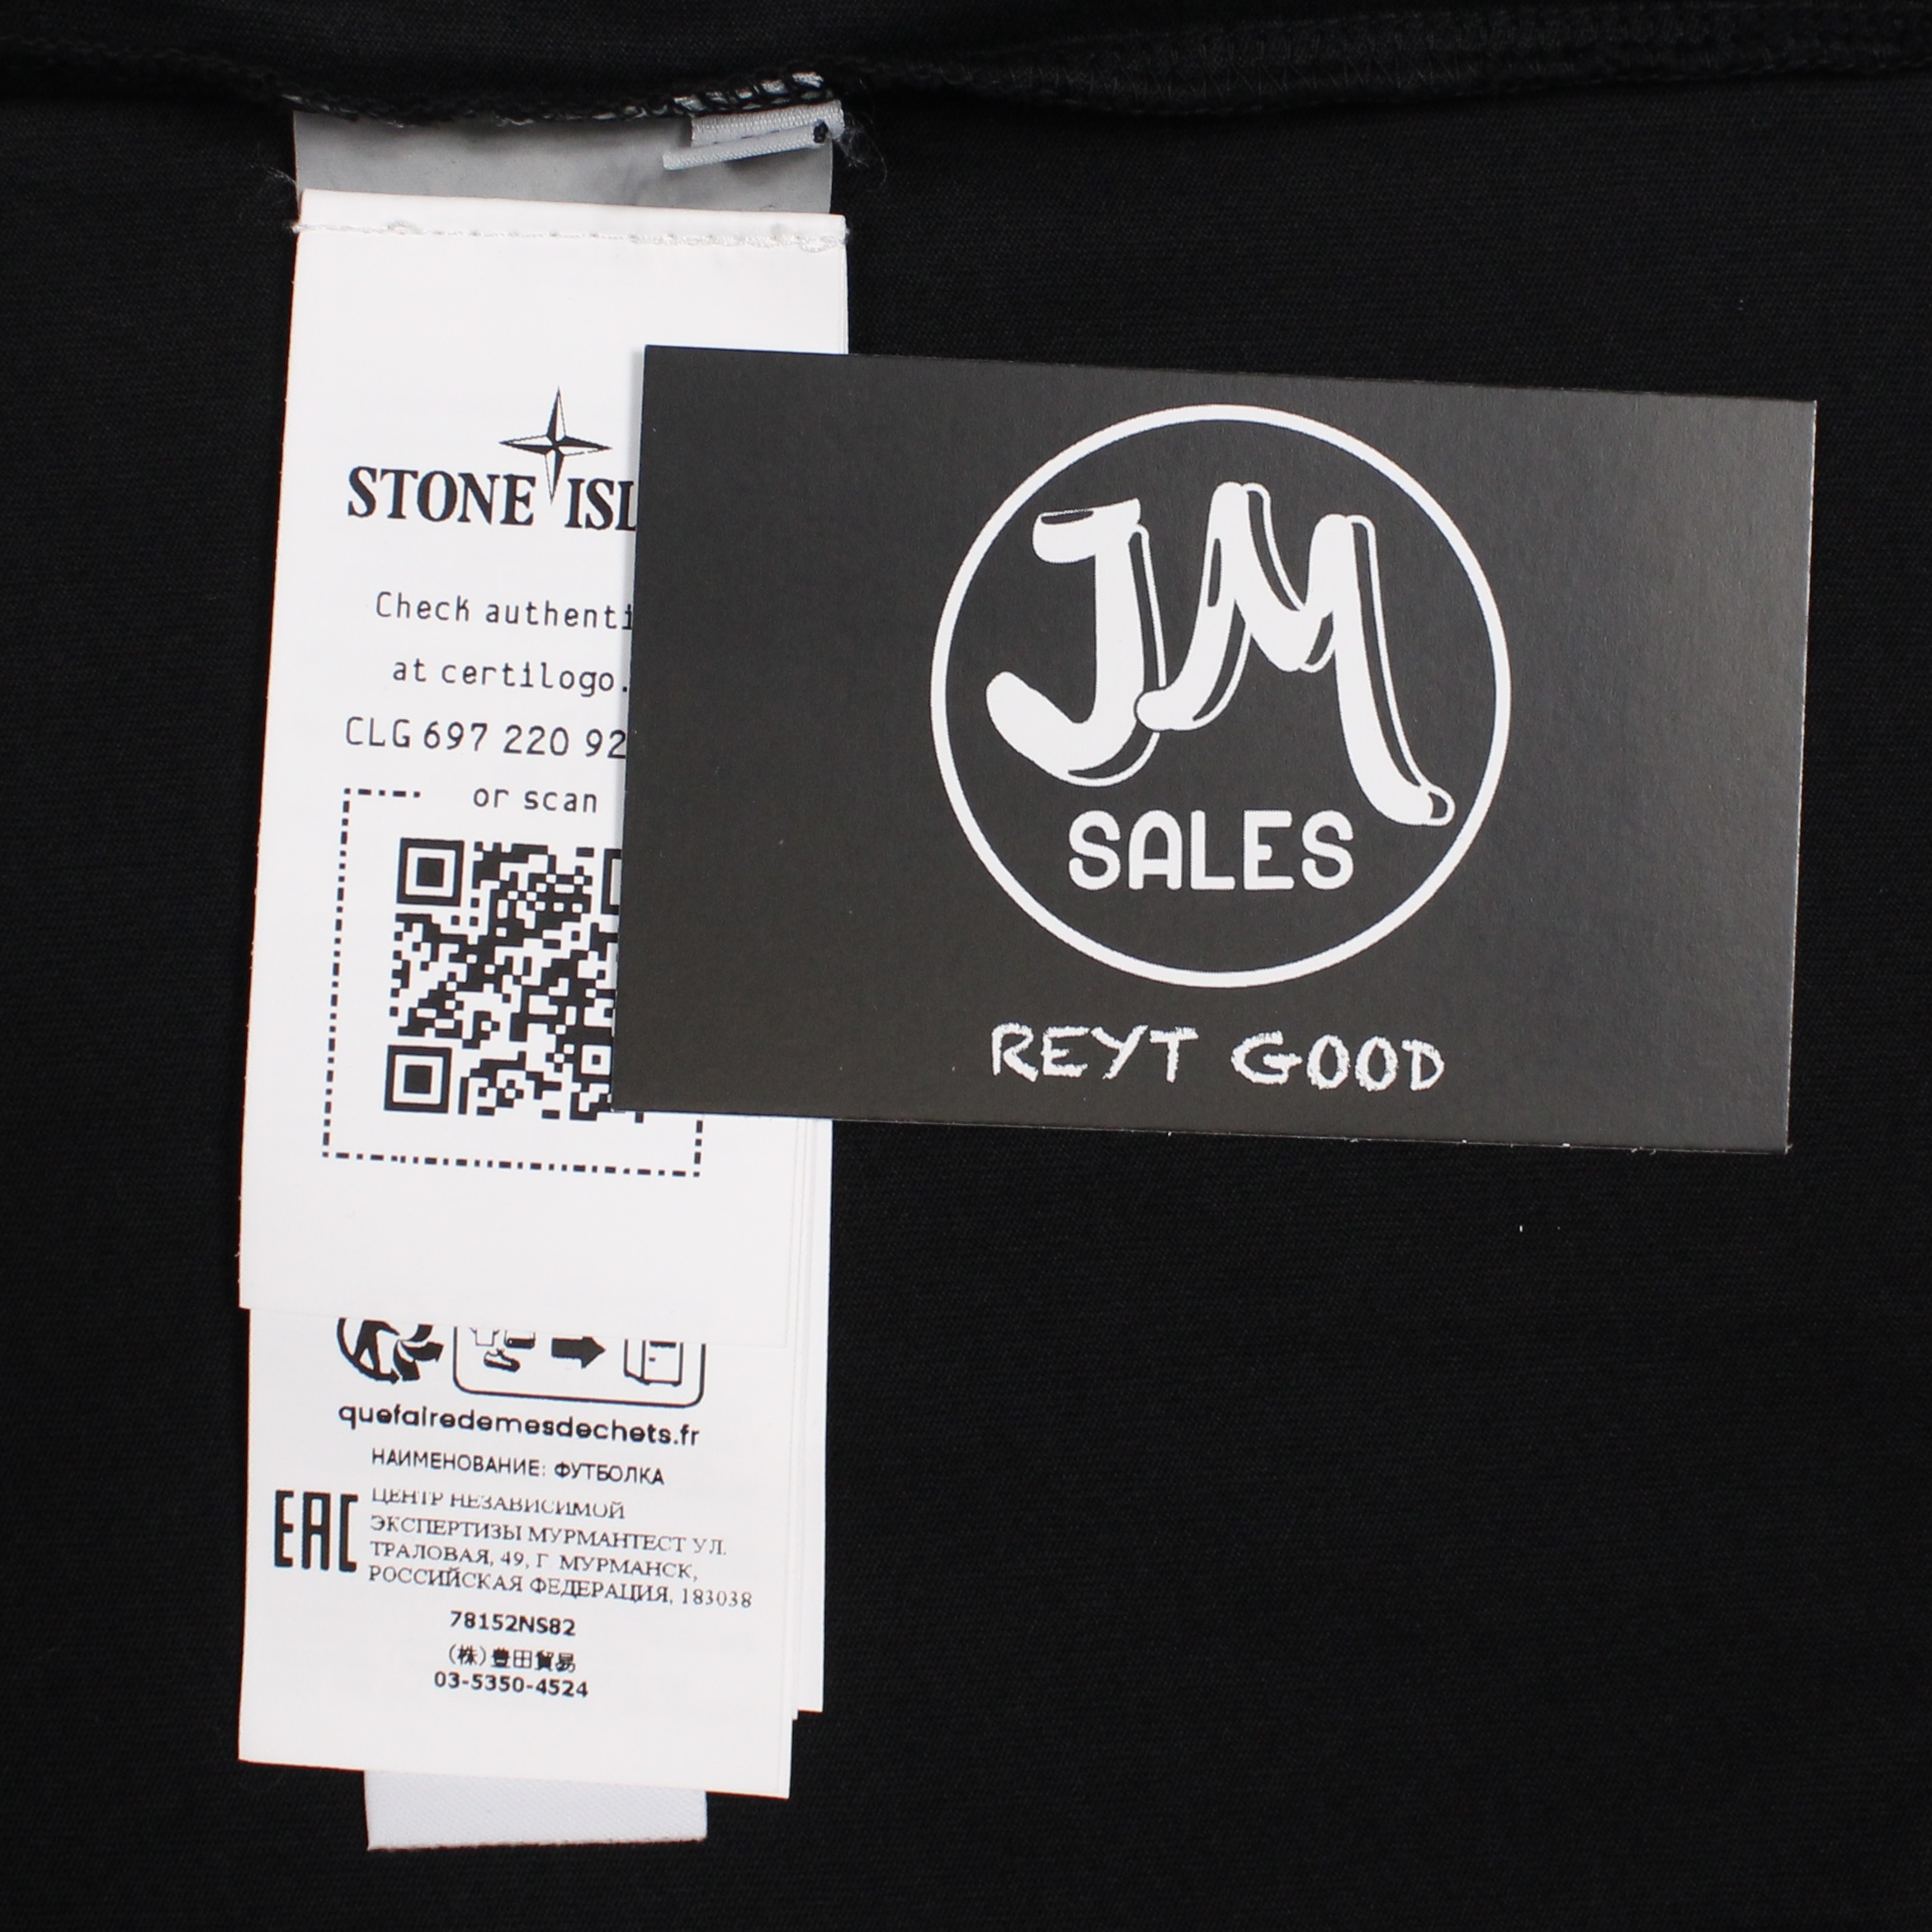 STONE ISL
Check authenti
at certilogo.
CLG 697 220 92
or scan
JM
SALES
REYT GOOD
quefairedemesdechets.fr
НАИМЕНОВАНИЕ: ФУТБОЛКА
EAC
ЦЕНТР НЕЗАВИСИМОЙ
ЭКСПЕРТИЗЫ МУРМАНТЕСТ УЛ.
ТРАЛОВАЯ, 49, Г. МУРМАНСК,
РОССИЙСКАЯ ФЕДЕРАЦИЯ, 183038
78152NS82
(株)豊田貿易
03-5350-4524